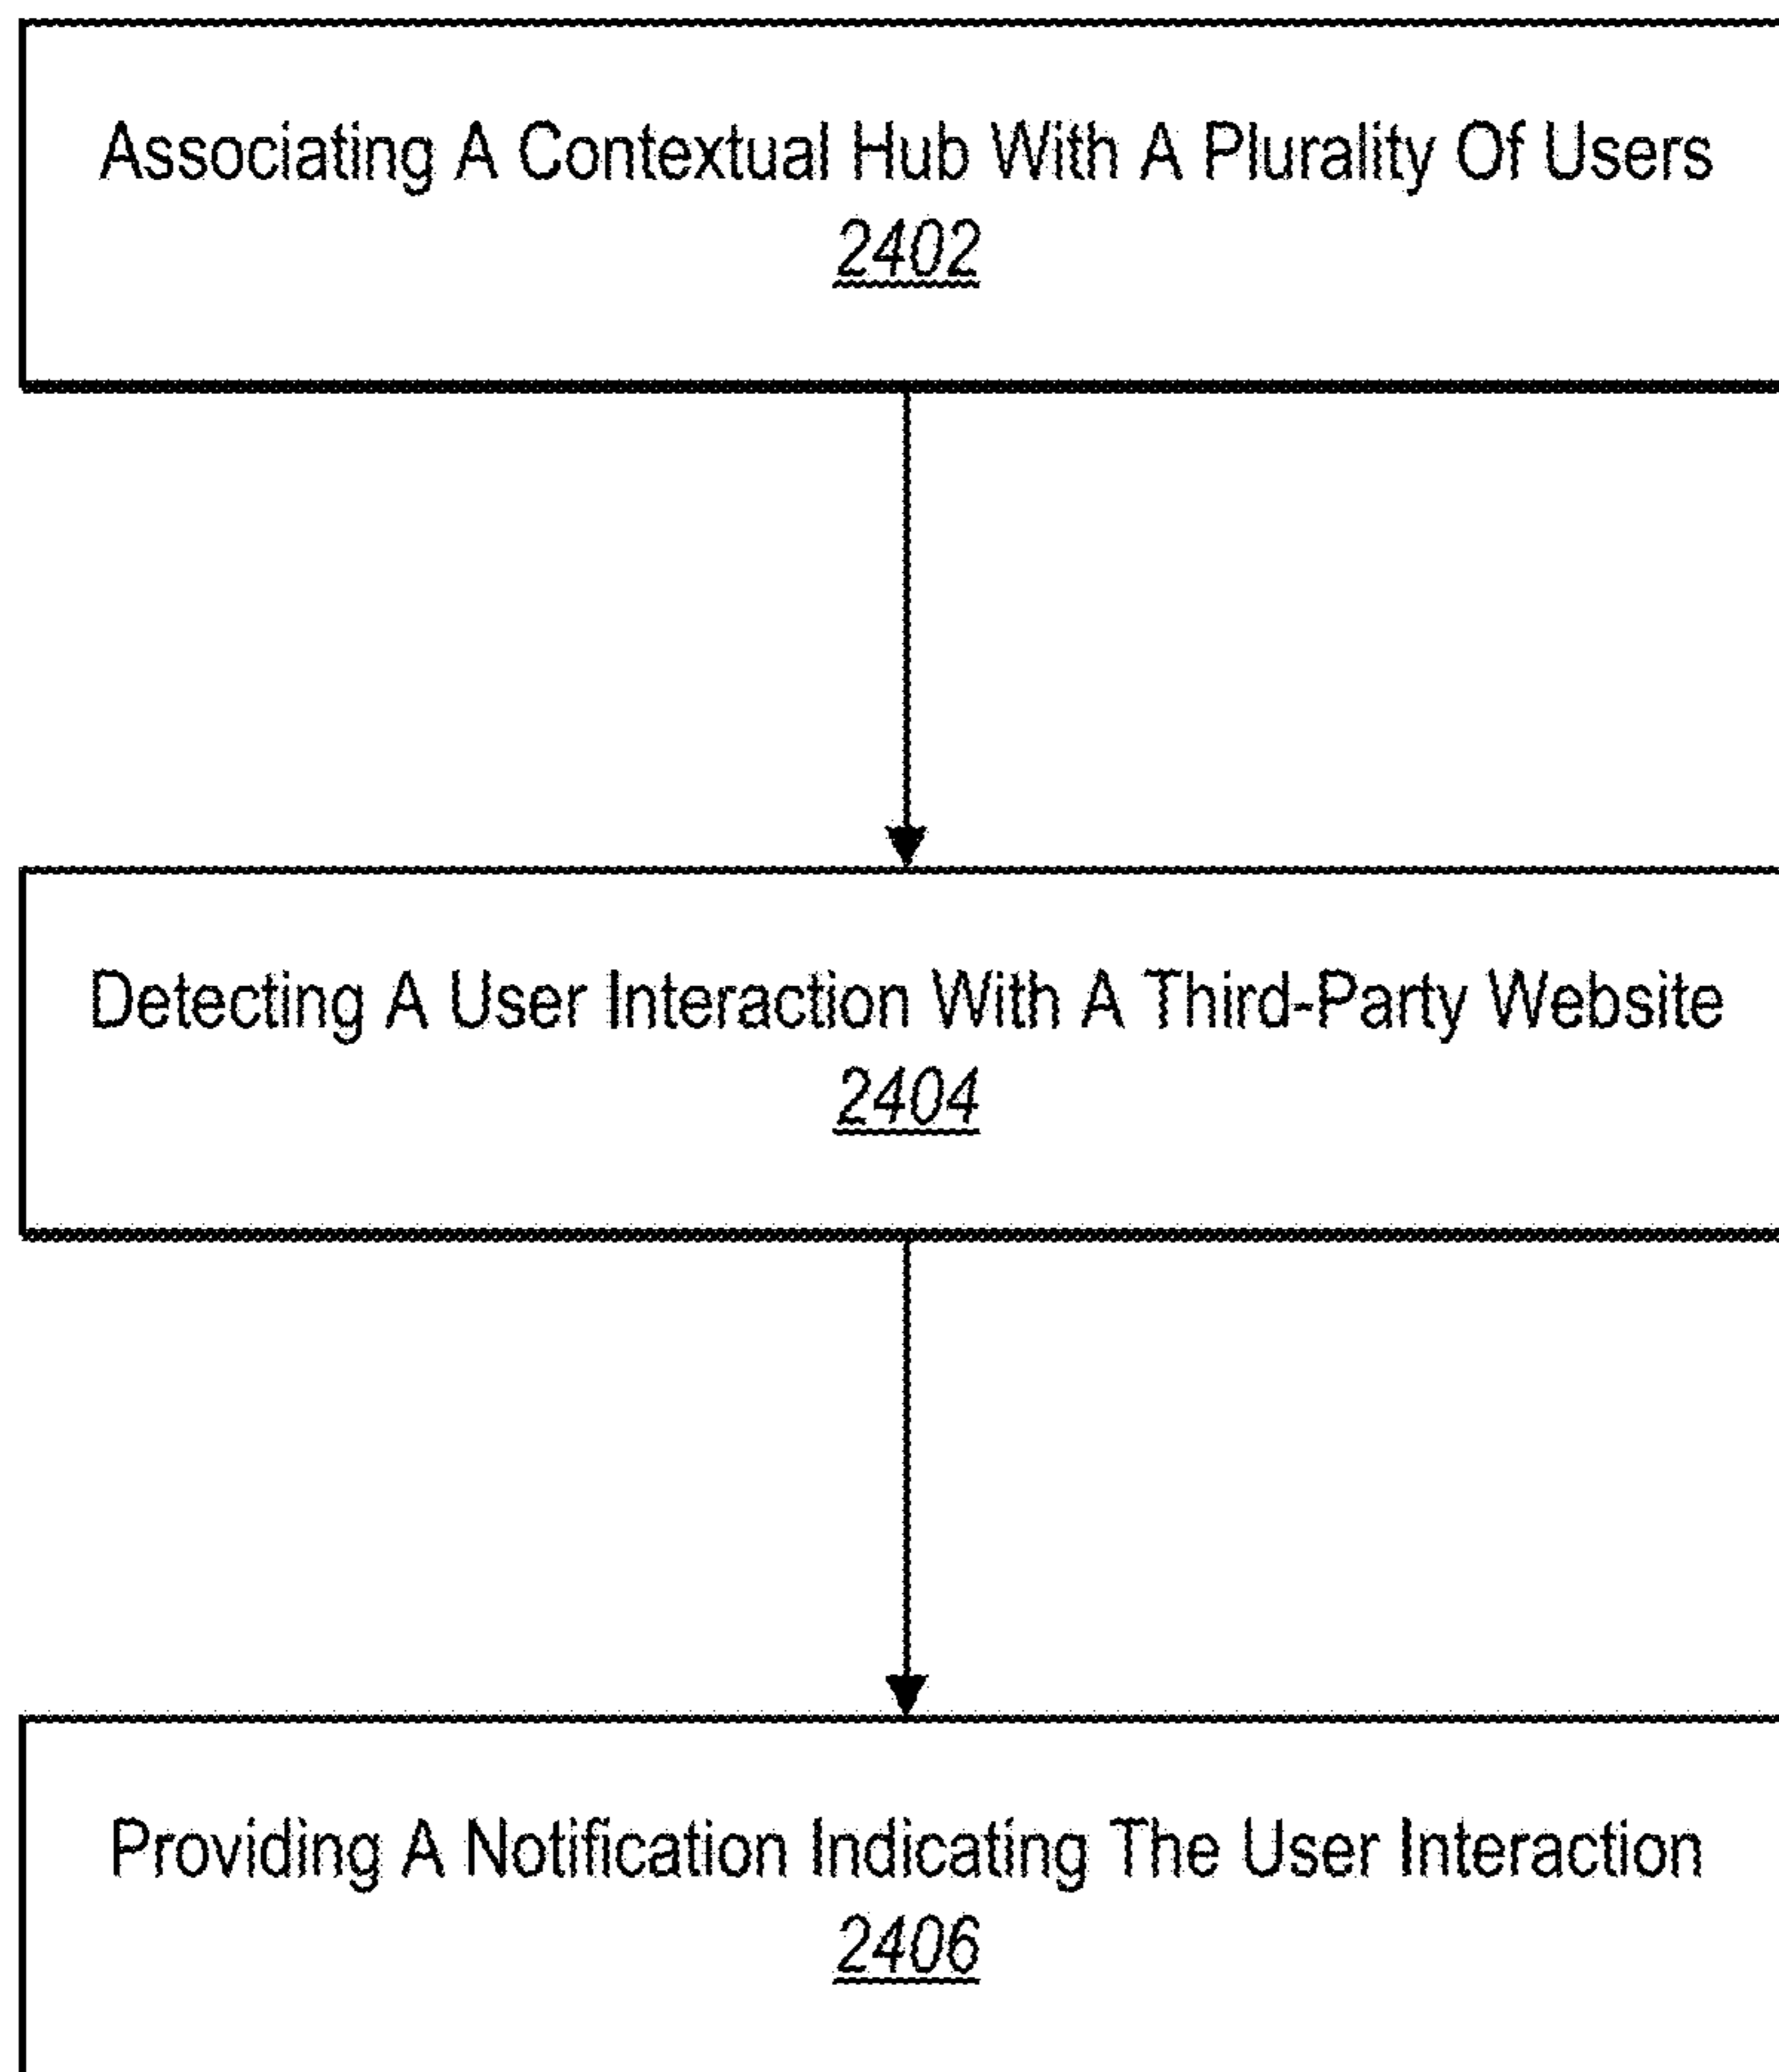 Associating A Contextual Hub With A Plurality Of Users
2402
Detecting A User Interaction With A Third-Party Website
2404
Providing A Notification Indicating The User Interaction
2406